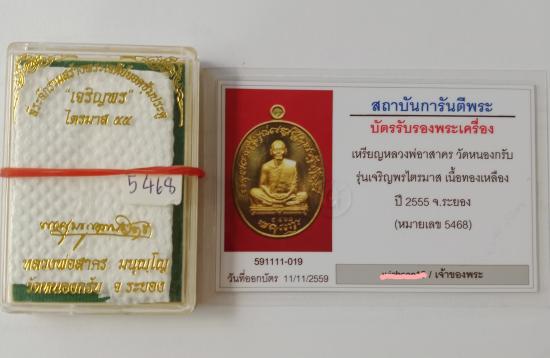 "เจริญพร"
ไตรมาส ๕๕
5468
หลวงพ่อสาคร มนุญโญ
วัดหนองกรับ จ.ระยอง
สถาบันการันตีพระ
บัตรรับรองพระเครื่อง
เหรียญหลวงพ่อสาคร วัดหนองกรับ
รุ่นเจริญพรไตรมาส เนื้อทองเหลือง
ปี 2555 จ.ระยอง
(หมายเลข 5468)
591111-019
วันที่ออกบัตร 11/11/2559
/ เจ้าของพระ